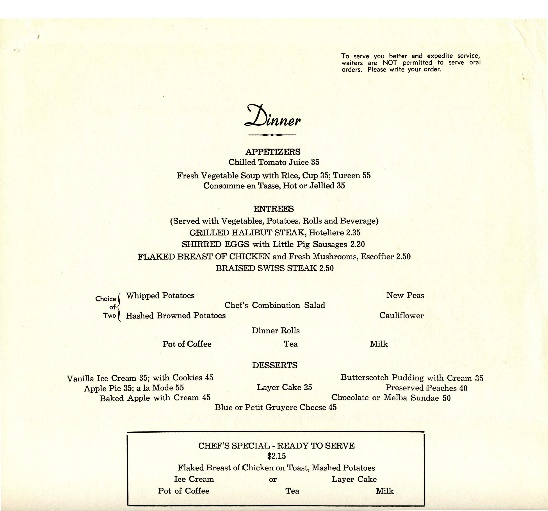 To serve you better and expedite service,
waiters are NOT permitted to serve oral
orders. Please write your order.
Dinner
APPETIZERS
Chilled Tomato Juice 35
Fresh Vegetable Soup with Rice, Cup 35; Tureen 55
Consomme en Tasse, Hot or Jellied 35
ENTREES
(Served with Vegetables, Potatoes, Rolls and Beverage)
GRILLED HALIBUT STEAK, Hoteliere 2.35
SHIRRED EGGS with Little Pig Sausages 2.20
FLAKED BREAST OF CHICKEN and Fresh Mushrooms, Escoffier 2.50
BRAISED SWISS STEAK 2.50
Choice of Two
Whipped Potatoes New Peas
Chef's Combination Salad
Hashed Browned Potatoes Cauliflower
Dinner Rolls
Pot of Coffee Tea Milk
DESSERTS
Vanilla Ice Cream 35; with Cookies 45 Butterscotch Pudding with Cream 35
Apple Pie 35; a la Mode 55 Layer Cake 35 Preserved Peaches 40
Baked Apple with Cream 45 Chocolate or Melba Sundae 50
Blue or Petit Gruyere Cheese 45
CHEF'S SPECIAL - READY TO SERVE
$2.15
Flaked Breast of Chicken on Toast, Mashed Potatoes
Ice Cream or Layer Cake
Pot of Coffee Tea Milk